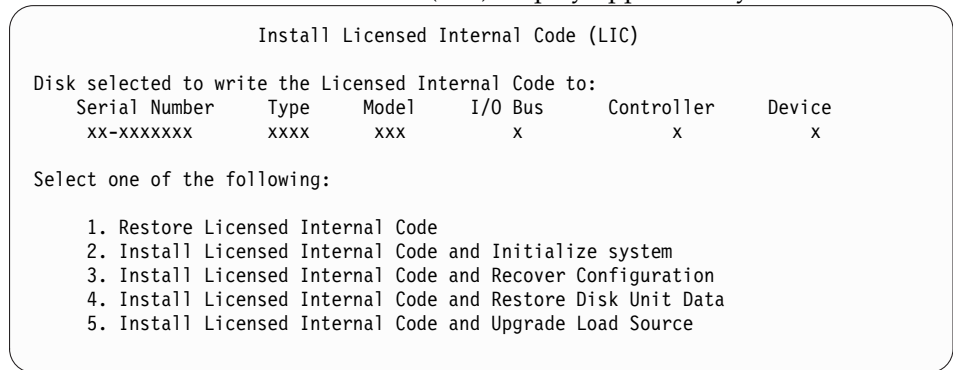 Install Licensed Internal Code (LIC)
Disk selected to write the Licensed Internal Code to:
Serial Number Type Model I/O Bus Controller Device
xx-xxxxxxx xxxx xxx x x x
Select one of the following:
1. Restore Licensed Internal Code
2. Install Licensed Internal Code and Initialize system
3. Install Licensed Internal Code and Recover Configuration
4. Install Licensed Internal Code and Restore Disk Unit Data
5. Install Licensed Internal Code and Upgrade Load Source